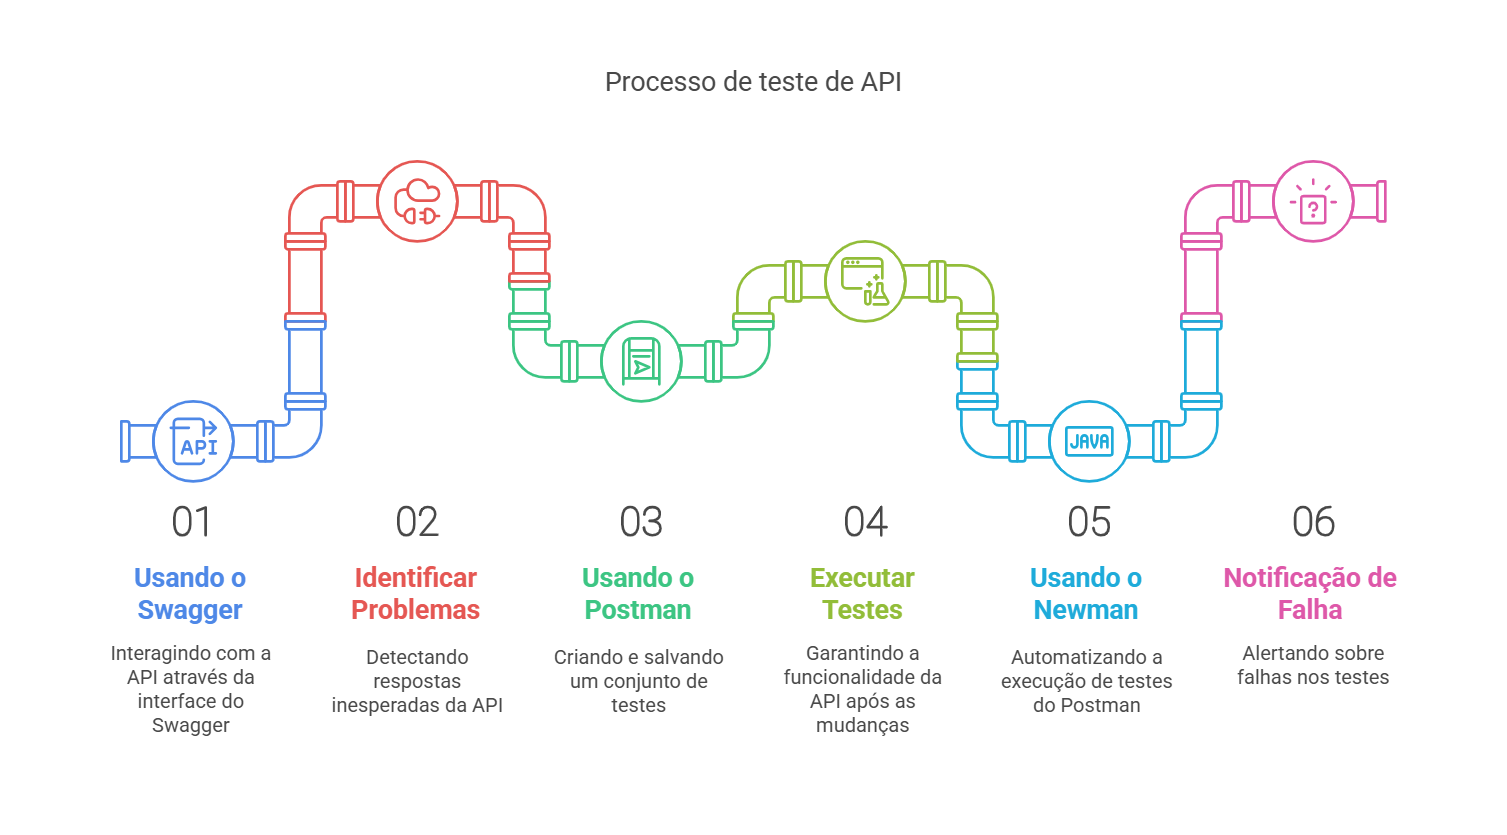 Processo de teste de API
API
JAVA
?
01
Usando o
Swagger
Interagindo com a
API através da
interface do
Swagger
02
Identificar
Problemas
Detectando
respostas
inesperadas da API
03
Usando o
Postman
Criando e salvando
um conjunto de
testes
04
Executar
Testes
Garantindo a
funcionalidade da
API após as
mudanças
05
Usando o
Newman
Automatizando a
execução de testes
do Postman
06
Notificação de
Falha
Alertando sobre
falhas nos testes